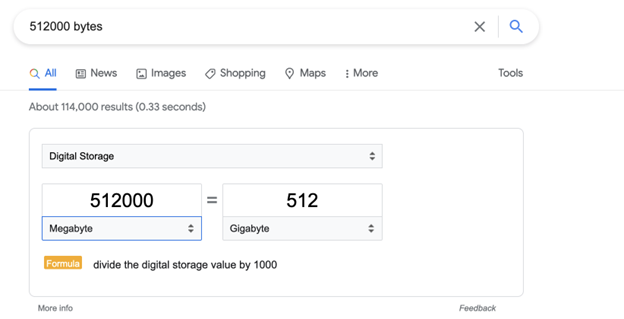 512000 bytes
All News Images Shopping Maps More Tools
About 114,000 results (0.33 seconds)
Digital Storage
512000 = 512
Megabyte Gigabyte
Formula divide the digital storage value by 1000
More info Feedback